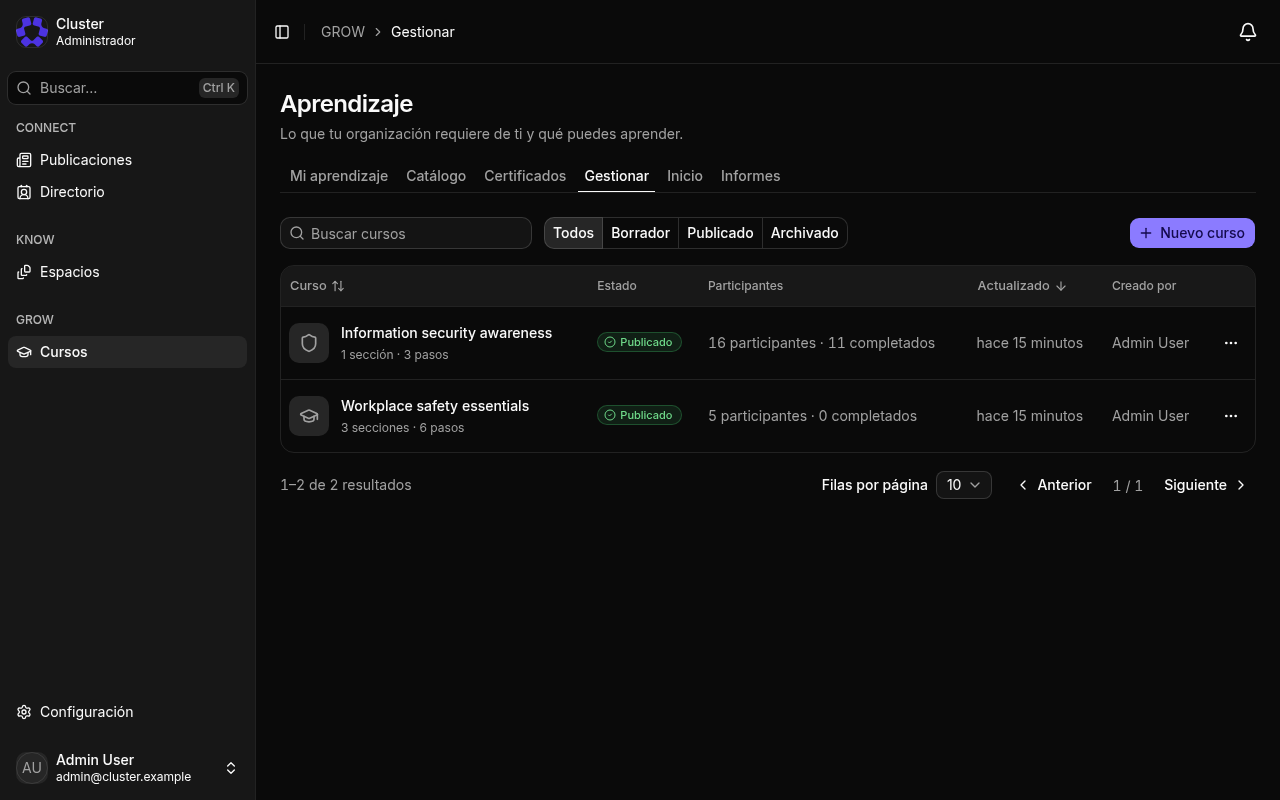 Cluster
Administrador
Buscar...
Ctrl K
CONNECT
Publicaciones
Directorio
KNOW
Espacios
GROW
Cursos
Configuración
AU
Admin User
admin@cluster.example
GROW > Gestionar
Aprendizaje
Lo que tu organización requiere de ti y qué puedes aprender.
Mi aprendizaje Catálogo Certificados Gestionar Inicio Informes
Buscar cursos
Todos Borrador Publicado Archivado
Nuevo curso
Curso Estado Participantes Actualizado Creado por
Information security awareness
1 sección · 3 pasos
Publicado
16 participantes · 11 completados
hace 15 minutos
Admin User
Workplace safety essentials
3 secciones · 6 pasos
Publicado
5 participantes · 0 completados
hace 15 minutos
Admin User
1–2 de 2 resultados
Filas por página 10
Anterior 1 / 1 Siguiente